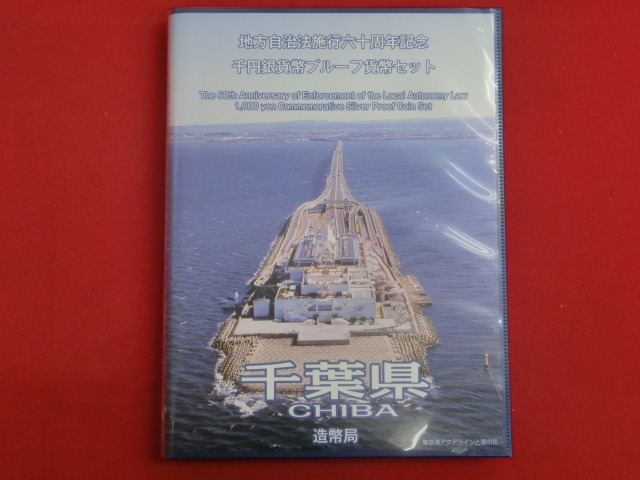 地方自治法施行六十周年記念
千円銀貨幣プルーフ貨幣セット
The 60th Anniversary of Enforcement of the Local Autonomy Law
1,000 yen Commemorative Silver Proof Coin Set
千葉県
CHIBA
造幣局
東京湾アクアラインと菜の花